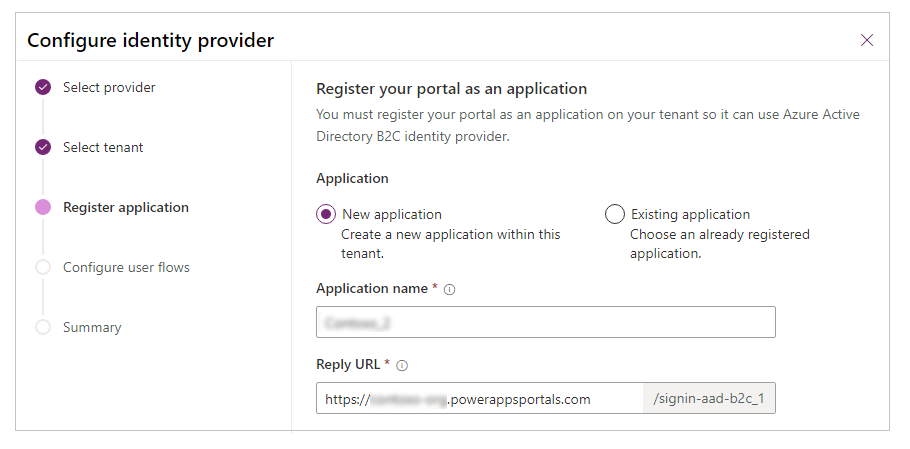 Configure identity provider
Select provider
Select tenant
Register application
Configure user flows
Summary
Register your portal as an application
You must register your portal as an application on your tenant so it can use Azure Active
Directory B2C identity provider.
Application
New application
Create a new application within this
tenant.
Existing application
Choose an already registered
application.
Application name *
Reply URL *
https:// .powerappsportals.com /signin-aad-b2c_1